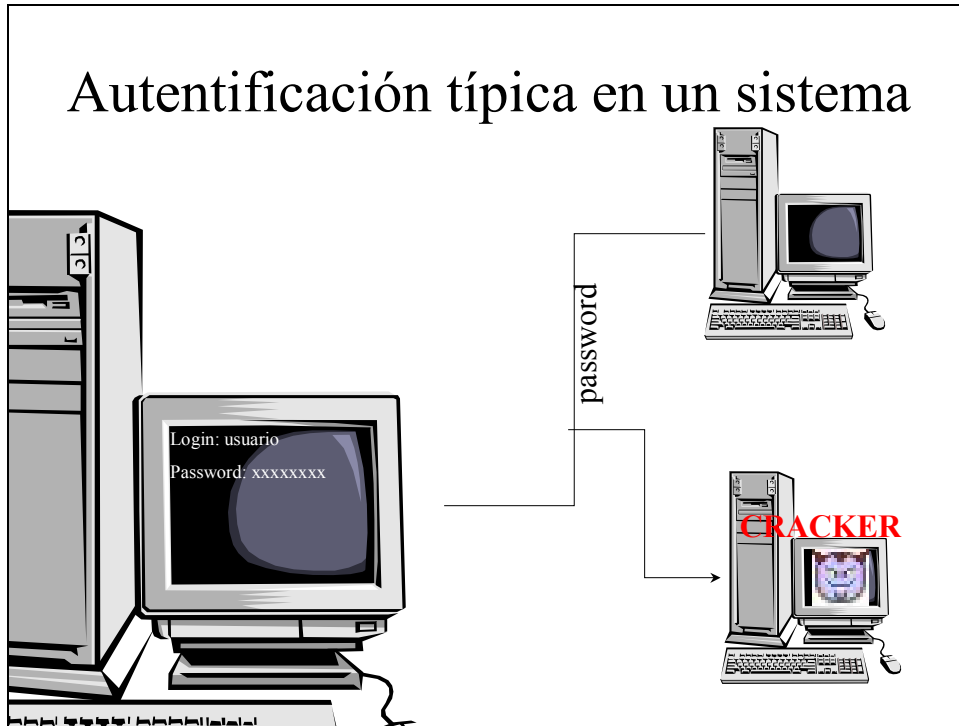 Autentificación típica en un sistema
password
Login: usuario
Password: xxxxxxxx
CRACKER